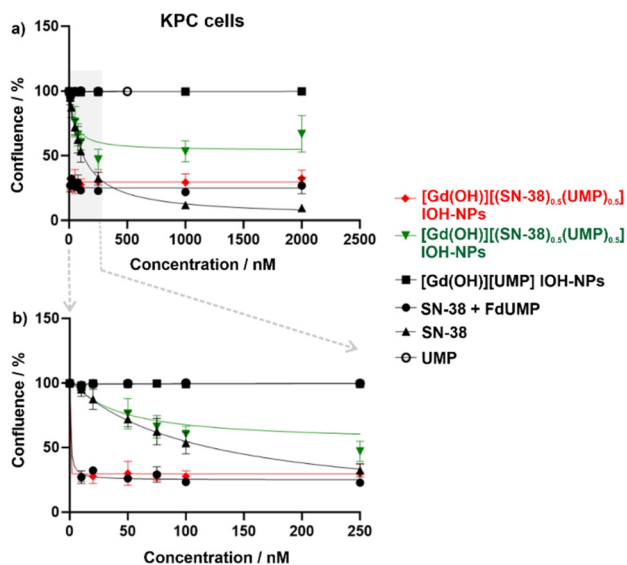 KPC cells
a)
150
100
50
0
Confluence / %
0 500 1000 1500 2000 2500
Concentration / nM
b)
150
100
50
0
Confluence / %
0 50 100 150 200 250
Concentration / nM
[Gd(OH)][(SN-38)₀.₅(UMP)₀.₅]
IOH-NPs
[Gd(OH)][(SN-38)₀.₅(UMP)₀.₅]
IOH-NPs
[Gd(OH)][UMP] IOH-NPs
SN-38 + FdUMP
SN-38
UMP